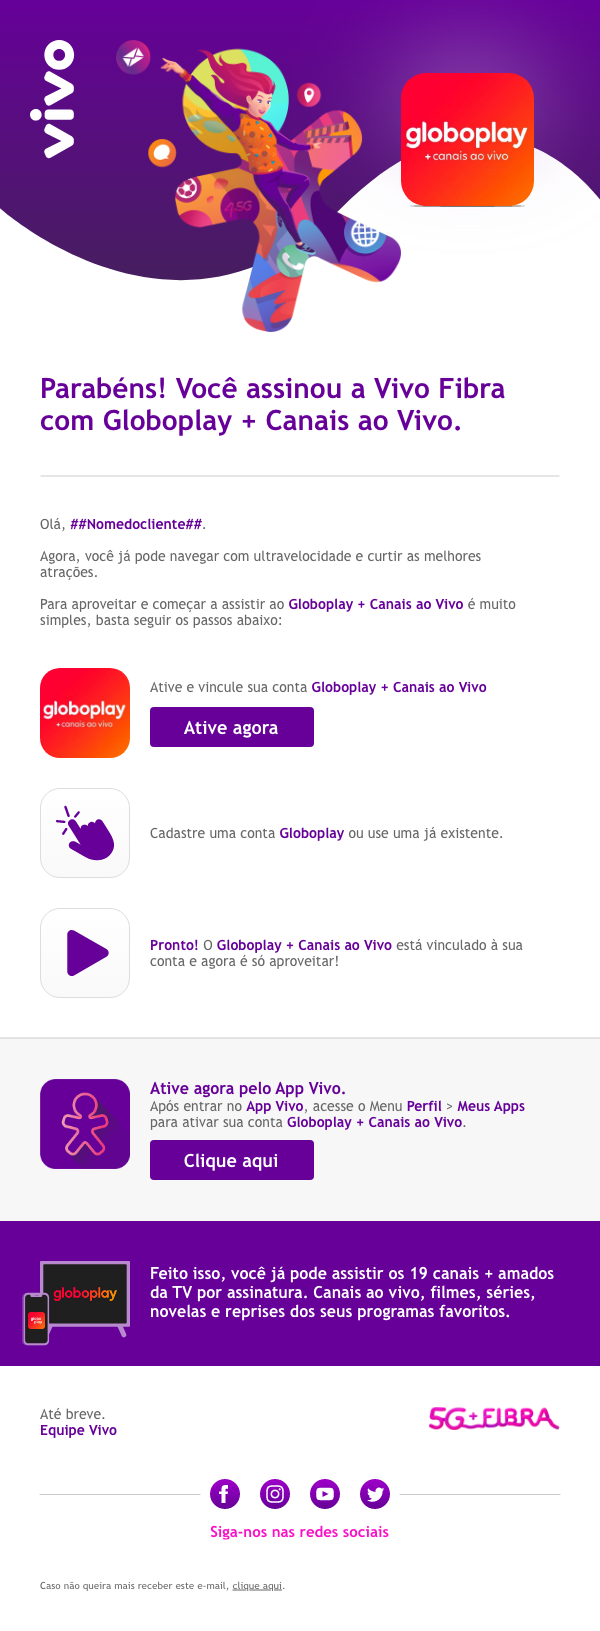 vivo
globoplay
+ canais ao vivo
4,5G
Parabéns! Você assinou a Vivo Fibra
com Globoplay + Canais ao Vivo.
Olá, ##Nomedocliente##.
Agora, você já pode navegar com ultravelocidade e curtir as melhores
atrações.
Para aproveitar e começar a assistir ao Globoplay + Canais ao Vivo é muito
simples, basta seguir os passos abaixo:
globoplay
+ canais ao vivo
Ative e vincule sua conta Globoplay + Canais ao Vivo
Ative agora
Cadastre uma conta Globoplay ou use uma já existente.
Pronto! O Globoplay + Canais ao Vivo está vinculado à sua
conta e agora é só aproveitar!
Ative agora pelo App Vivo.
Após entrar no App Vivo, acesse o Menu Perfil > Meus Apps
para ativar sua conta Globoplay + Canais ao Vivo.
Clique aqui
globoplay
Feito isso, você já pode assistir os 19 canais + amados
da TV por assinatura. Canais ao vivo, filmes, séries,
novelas e reprises dos seus programas favoritos.
Até breve.
Equipe Vivo
5G+FIBRA
Siga-nos nas redes sociais
Caso não queira mais receber este e-mail, clique aqui.